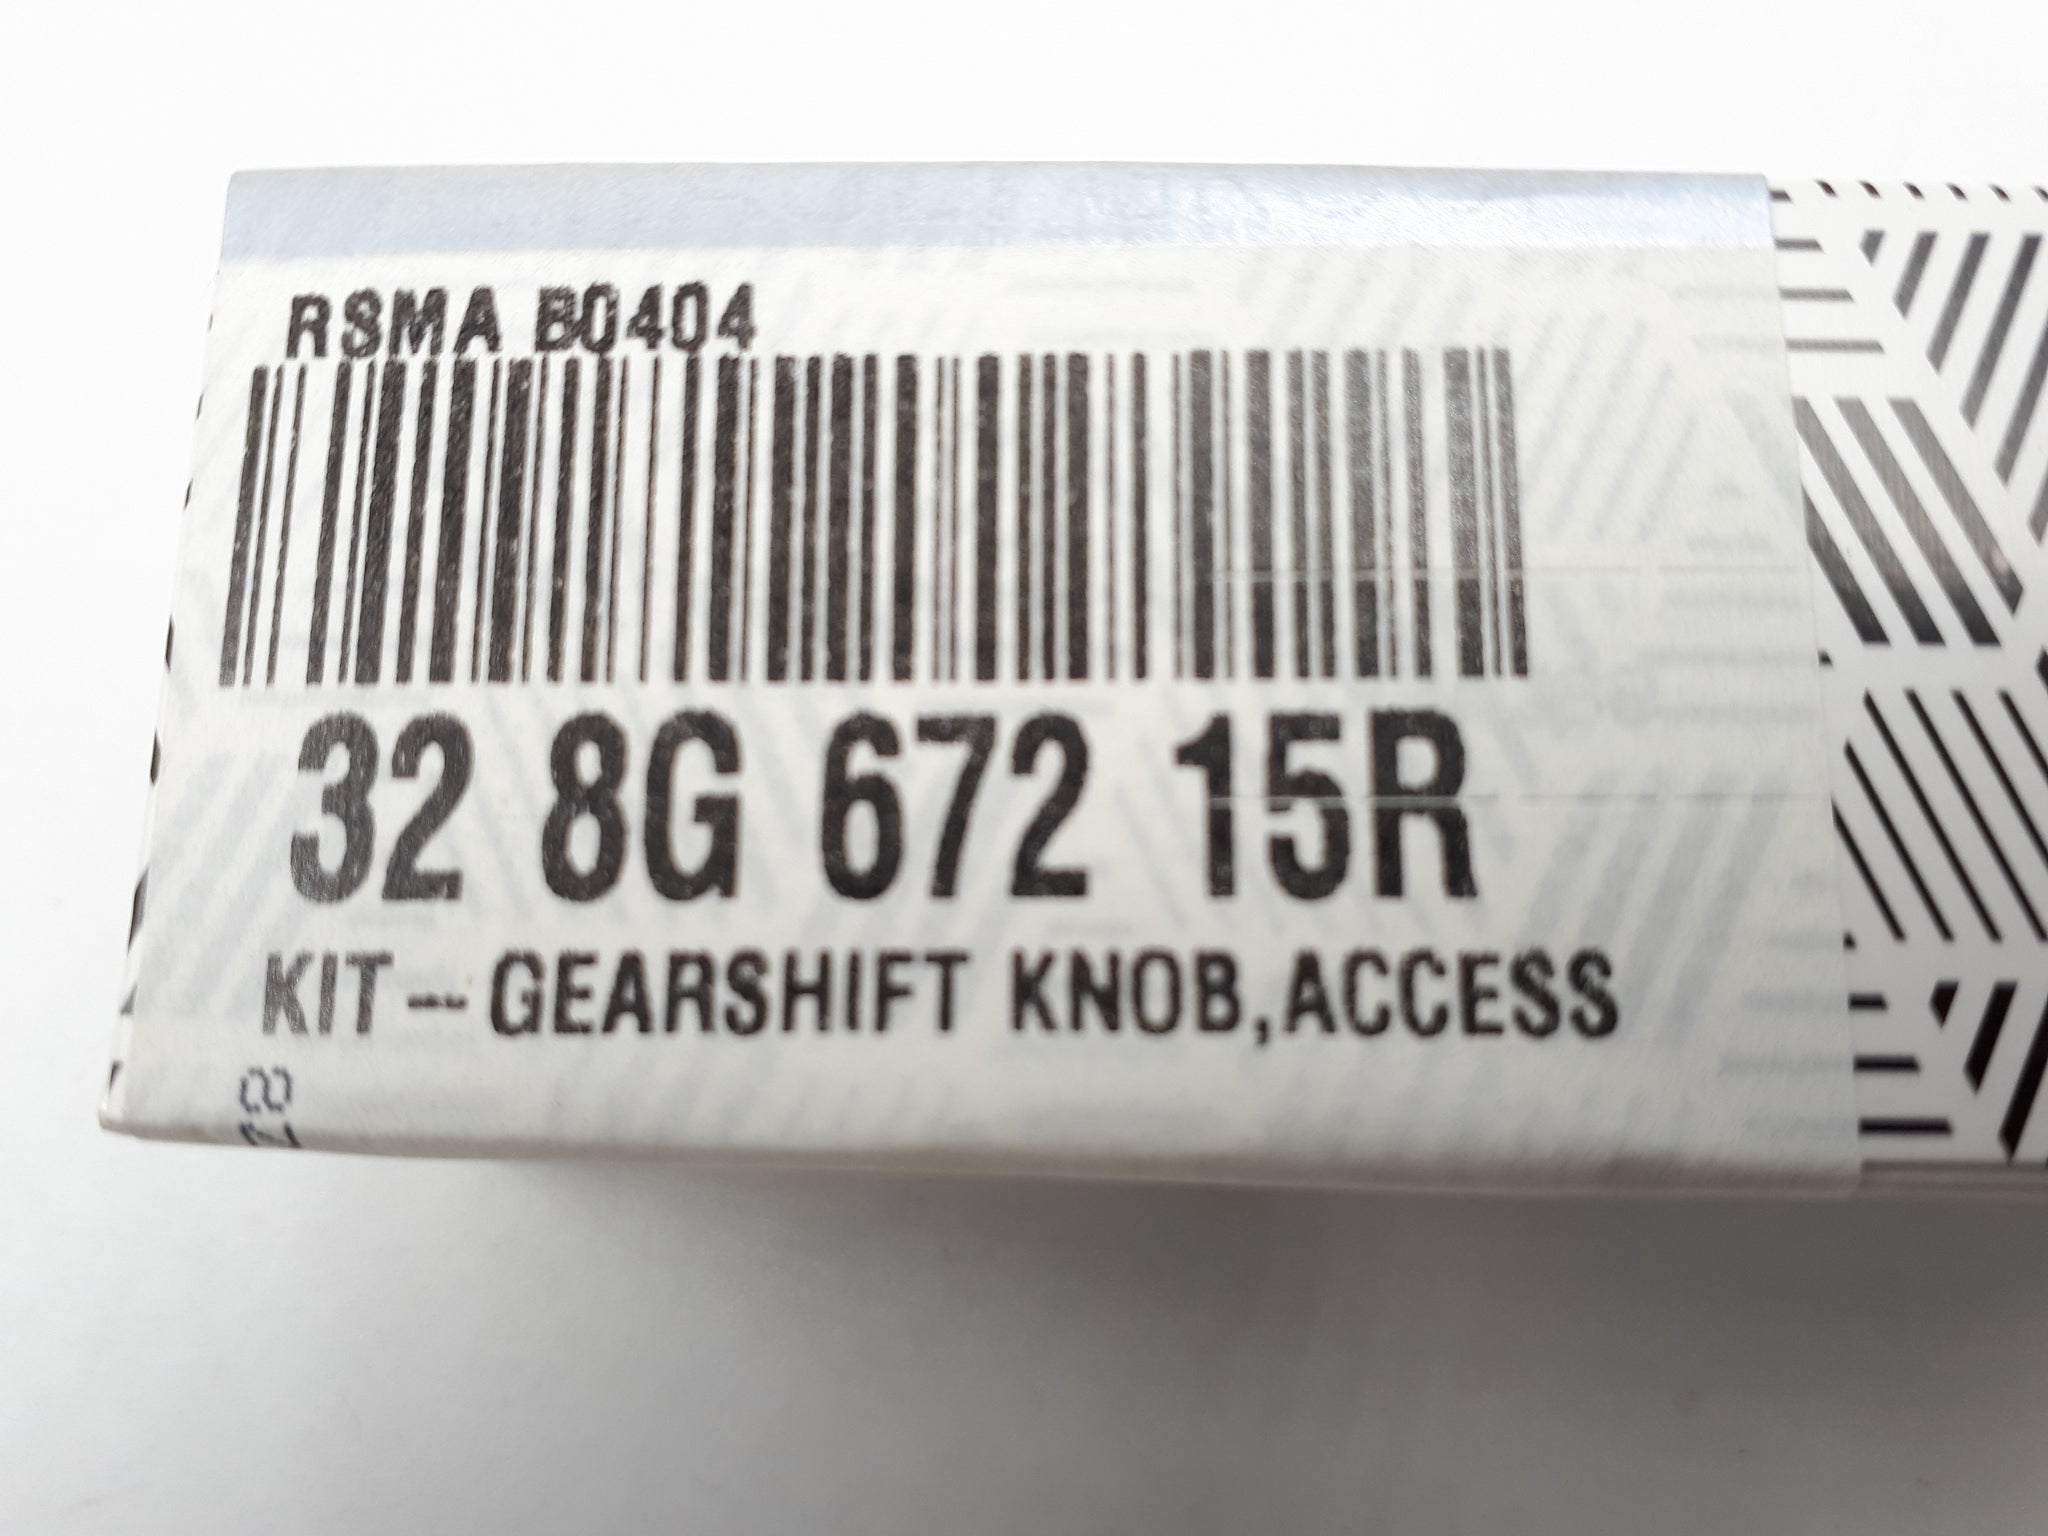 RSMA B0404
32 8G 672 15R
KIT-GEARSHIFT KNOB,ACCESS